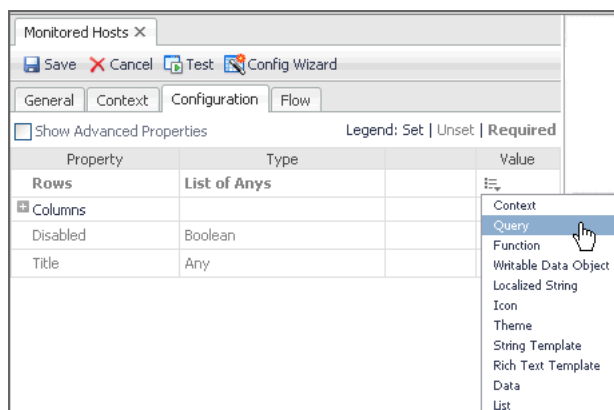 Monitored Hosts
Save Cancel Test Config Wizard
General Context Configuration Flow
Show Advanced Properties Legend: Set | Unset | Required
Property Type Value
Rows List of Anys
Columns
Disabled Boolean
Title Any
Context
Query
Function
Writable Data Object
Localized String
Icon
Theme
String Template
Rich Text Template
Data
List